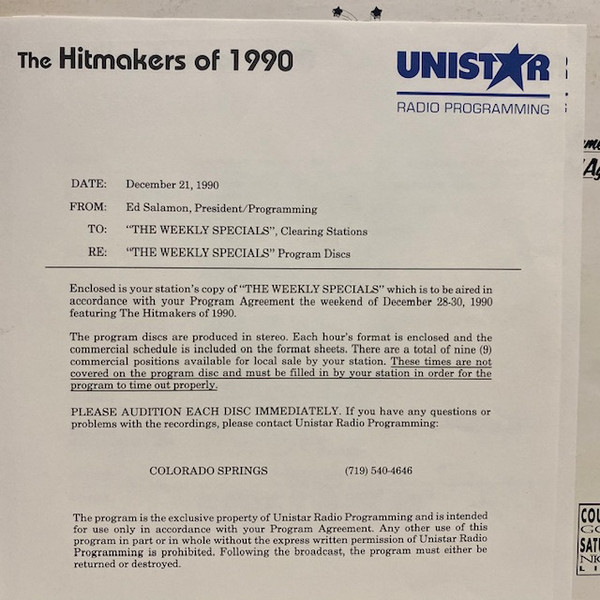 The Hitmakers of 1990
UNISTAR
RADIO PROGRAMMING
DATE: December 21, 1990
FROM: Ed Salamon, President/Programming
TO: "THE WEEKLY SPECIALS", Clearing Stations
RE: "THE WEEKLY SPECIALS" Program Discs
Enclosed is your station's copy of "THE WEEKLY SPECIALS" which is to be aired in
accordance with your Program Agreement the weekend of December 28-30, 1990
featuring The Hitmakers of 1990.
The program discs are produced in stereo. Each hour's format is enclosed and the
commercial schedule is included on the format sheets. There are a total of nine (9)
commercial positions available for local sale by your station. These times are not
covered on the program disc and must be filled in by your station in order for the
program to time out properly.
PLEASE AUDITION EACH DISC IMMEDIATELY. If you have any questions or
problems with the recordings, please contact Unistar Radio Programming:
COLORADO SPRINGS (719) 540-4646
The program is the exclusive property of Unistar Radio Programming and is intended
for use only in accordance with your Program Agreement. Any other use of this
program in part or in whole without the express written permission of Unistar Radio
Programming is prohibited. Following the broadcast, the program must either be
returned or destroyed.
COU
GO
SATU
NIG
LI